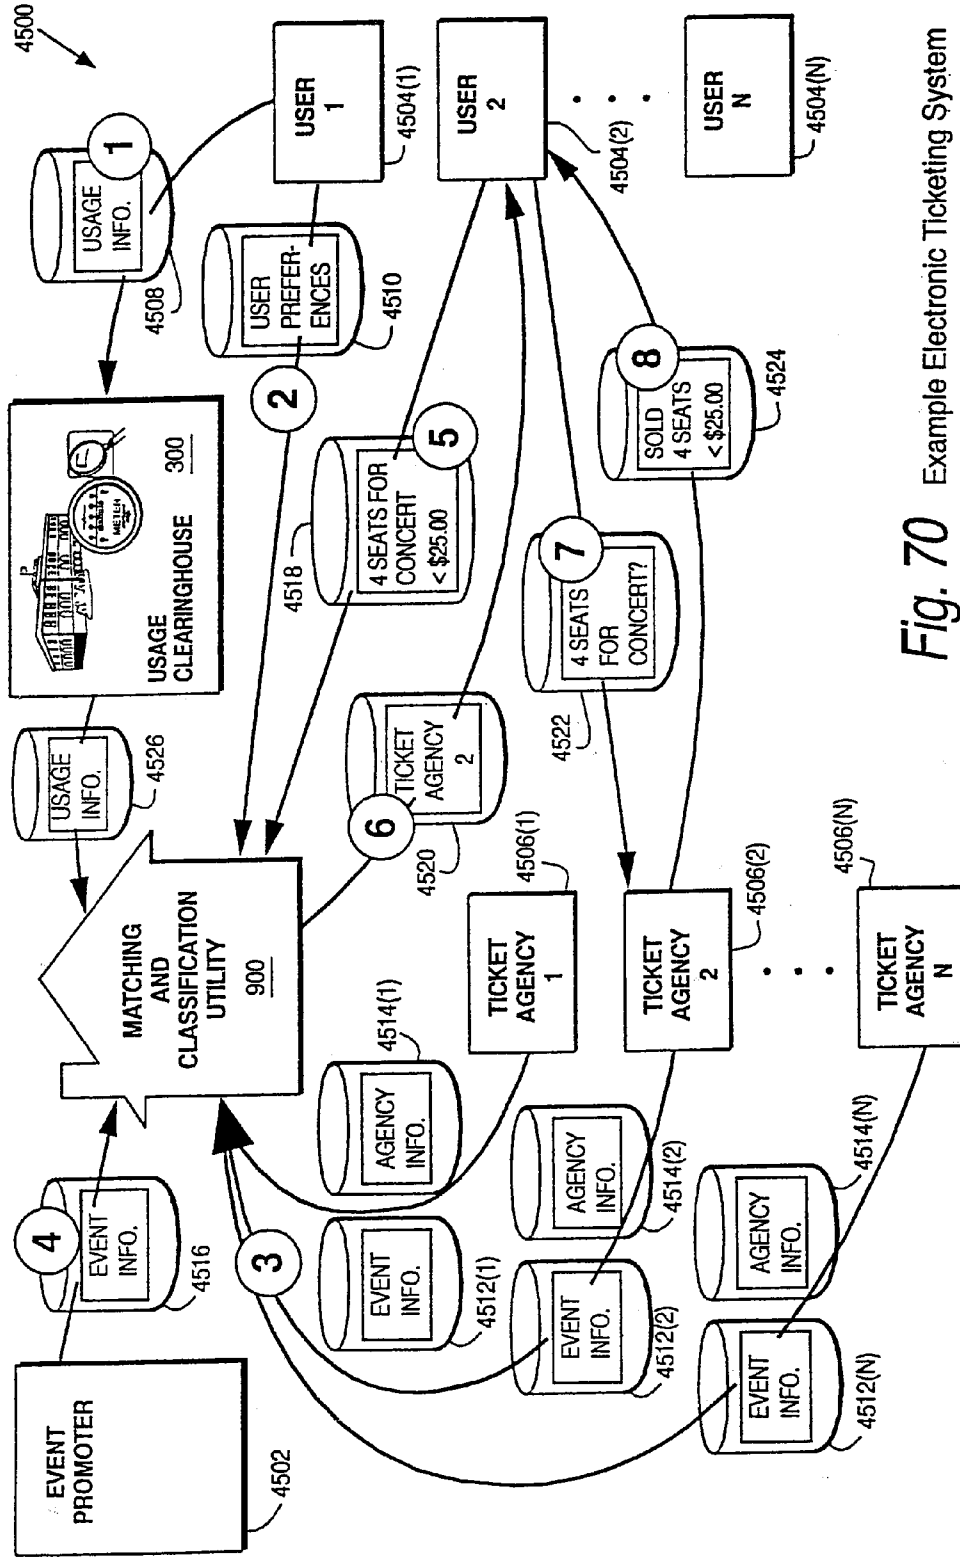 4500
EVENT
PROMOTER
4502
4
EVENT
INFO.
4516
MATCHING
AND
CLASSIFICATION
UTILITY
900
USAGE
INFO.
4526
METER
USAGE
CLEARINGHOUSE
300
1
USAGE
INFO.
4508
USER
1
4504(1)
2
USER
PREFER-
ENCES
4510
3
EVENT
INFO.
4512(1)
AGENCY
INFO.
4514(1)
TICKET
AGENCY
1
4506(1)
6
TICKET
AGENCY
2
4520
4518
5
4 SEATS FOR
CONCERT
< $25.00
USER
2
4504(2)
EVENT
INFO.
4512(2)
AGENCY
INFO.
4514(2)
TICKET
AGENCY
2
4506(2)
7
4 SEATS
FOR
CONCERT?
4522
8
SOLD
4 SEATS
< $25.00
4524
USER
N
4504(N)
EVENT
INFO.
4512(N)
AGENCY
INFO.
4514(N)
TICKET
AGENCY
N
4506(N)
Fig. 70 Example Electronic Ticketing System